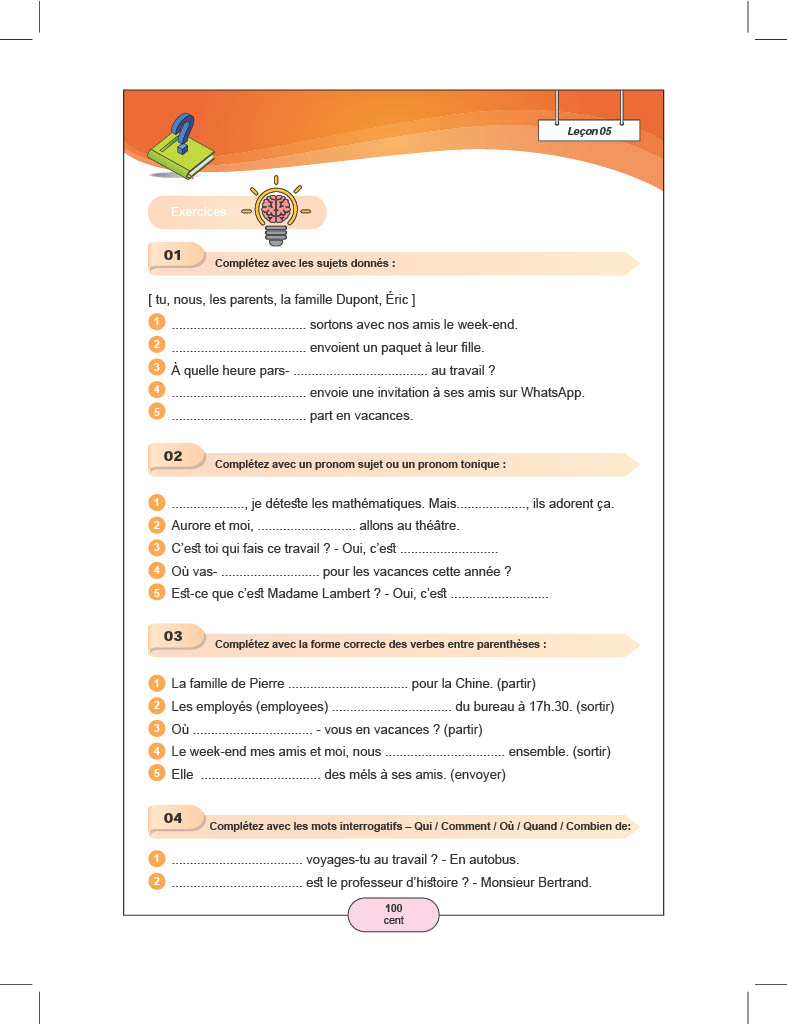 Leçon 05
Exercices
01
Complétez avec les sujets donnés :
[ tu, nous, les parents, la famille Dupont, Éric ]
1 ..................................... sortons avec nos amis le week-end.
2 ..................................... envoient un paquet à leur fille.
3 À quelle heure pars- ..................................... au travail ?
4 ..................................... envoie une invitation à ses amis sur WhatsApp.
5 ..................................... part en vacances.
02
Complétez avec un pronom sujet ou un pronom tonique :
1 ...................., je déteste les mathématiques. Mais..................., ils adorent ça.
2 Aurore et moi, ........................... allons au théâtre.
3 C'est toi qui fais ce travail ? - Oui, c'est ...........................
4 Où vas- ........................... pour les vacances cette année ?
5 Est-ce que c'est Madame Lambert ? - Oui, c'est ...........................
03
Complétez avec la forme correcte des verbes entre parenthèses :
1 La famille de Pierre ................................. pour la Chine. (partir)
2 Les employés (employees) ................................. du bureau à 17h.30. (sortir)
3 Où ................................. - vous en vacances ? (partir)
4 Le week-end mes amis et moi, nous ................................. ensemble. (sortir)
5 Elle ................................. des méls à ses amis. (envoyer)
04
Complétez avec les mots interrogatifs – Qui / Comment / Où / Quand / Combien de:
1 .................................... voyages-tu au travail ? - En autobus.
2 .................................... est le professeur d'histoire ? - Monsieur Bertrand.
100
cent